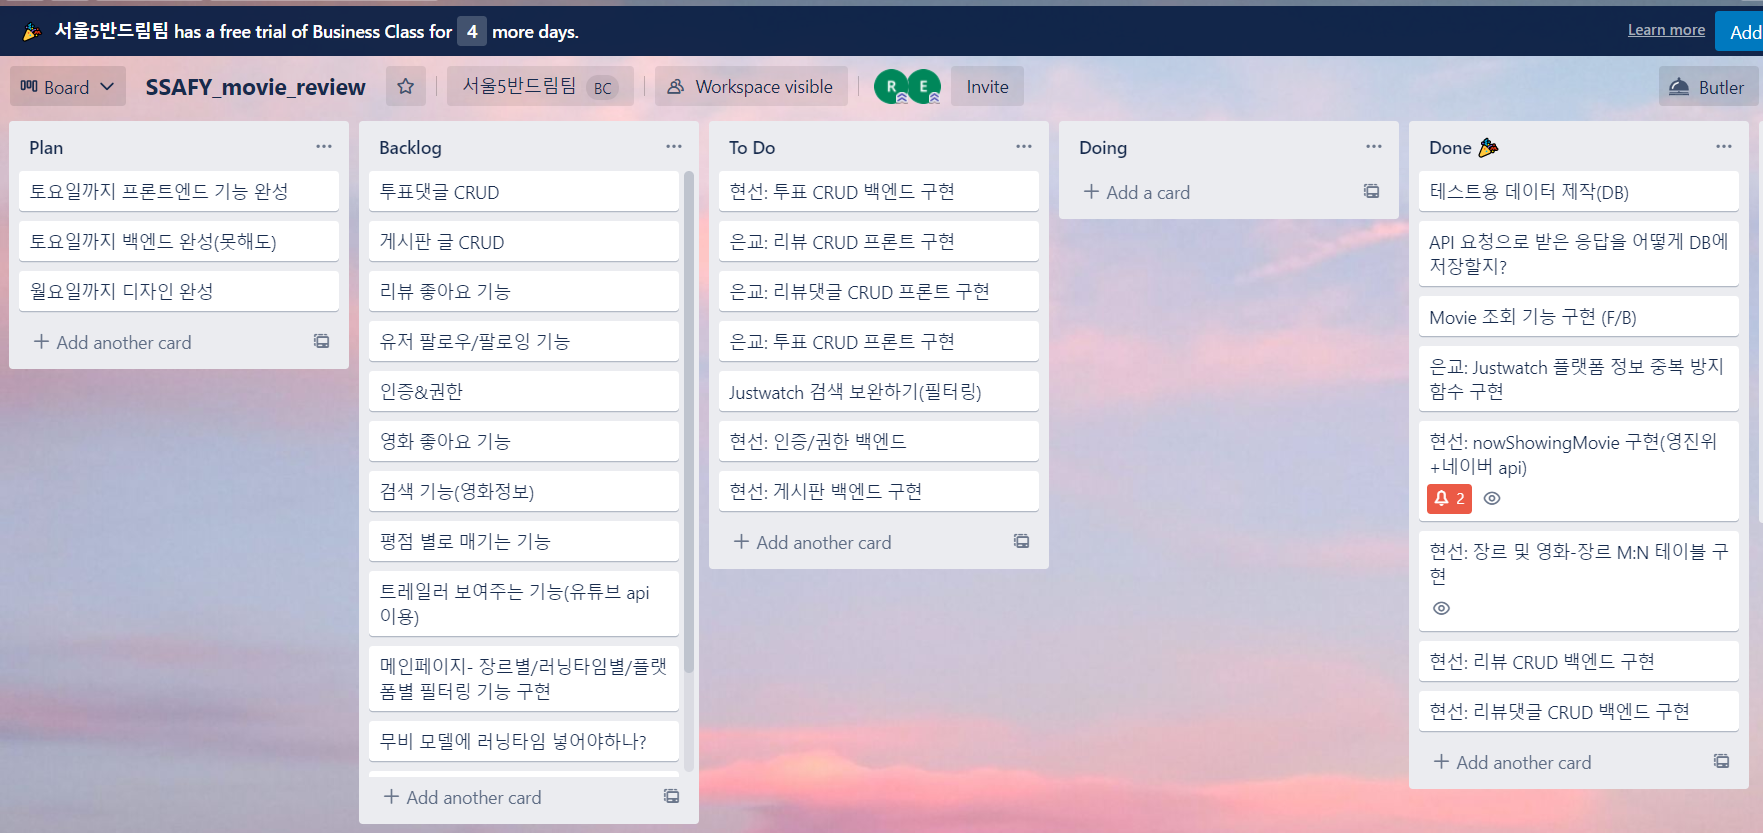 서울5반드림팀 has a free trial of Business Class for 4 more days.
Learn more
Add
Board
SSAFY_movie_review
서울5반드림팀 BC
Workspace visible
R E
Invite
Butler
Plan
토요일까지 프론트엔드 기능 완성
토요일까지 백엔드 완성(못해도)
월요일까지 디자인 완성
+ Add another card
Backlog
투표댓글 CRUD
게시판 글 CRUD
리뷰 좋아요 기능
유저 팔로우/팔로잉 기능
인증&권한
영화 좋아요 기능
검색 기능(영화정보)
평점 별로 매기는 기능
트레일러 보여주는 기능(유튜브 api
이용)
메인페이지- 장르별/러닝타임별/플랫
폼별 필터링 기능 구현
무비 모델에 러닝타임 넣어야하나?
+ Add another card
To Do
현선: 투표 CRUD 백엔드 구현
은교: 리뷰 CRUD 프론트 구현
은교: 리뷰댓글 CRUD 프론트 구현
은교: 투표 CRUD 프론트 구현
Justwatch 검색 보완하기(필터링)
현선: 인증/권한 백엔드
현선: 게시판 백엔드 구현
+ Add another card
Doing
+ Add a card
Done
테스트용 데이터 제작(DB)
API 요청으로 받은 응답을 어떻게 DB에
저장할지?
Movie 조회 기능 구현 (F/B)
은교: Justwatch 플랫폼 정보 중복 방지
함수 구현
현선: nowShowingMovie 구현(영진위
+네이버 api)
2
현선: 장르 및 영화-장르 M:N 테이블 구
현
현선: 리뷰 CRUD 백엔드 구현
현선: 리뷰댓글 CRUD 백엔드 구현
+ Add another card